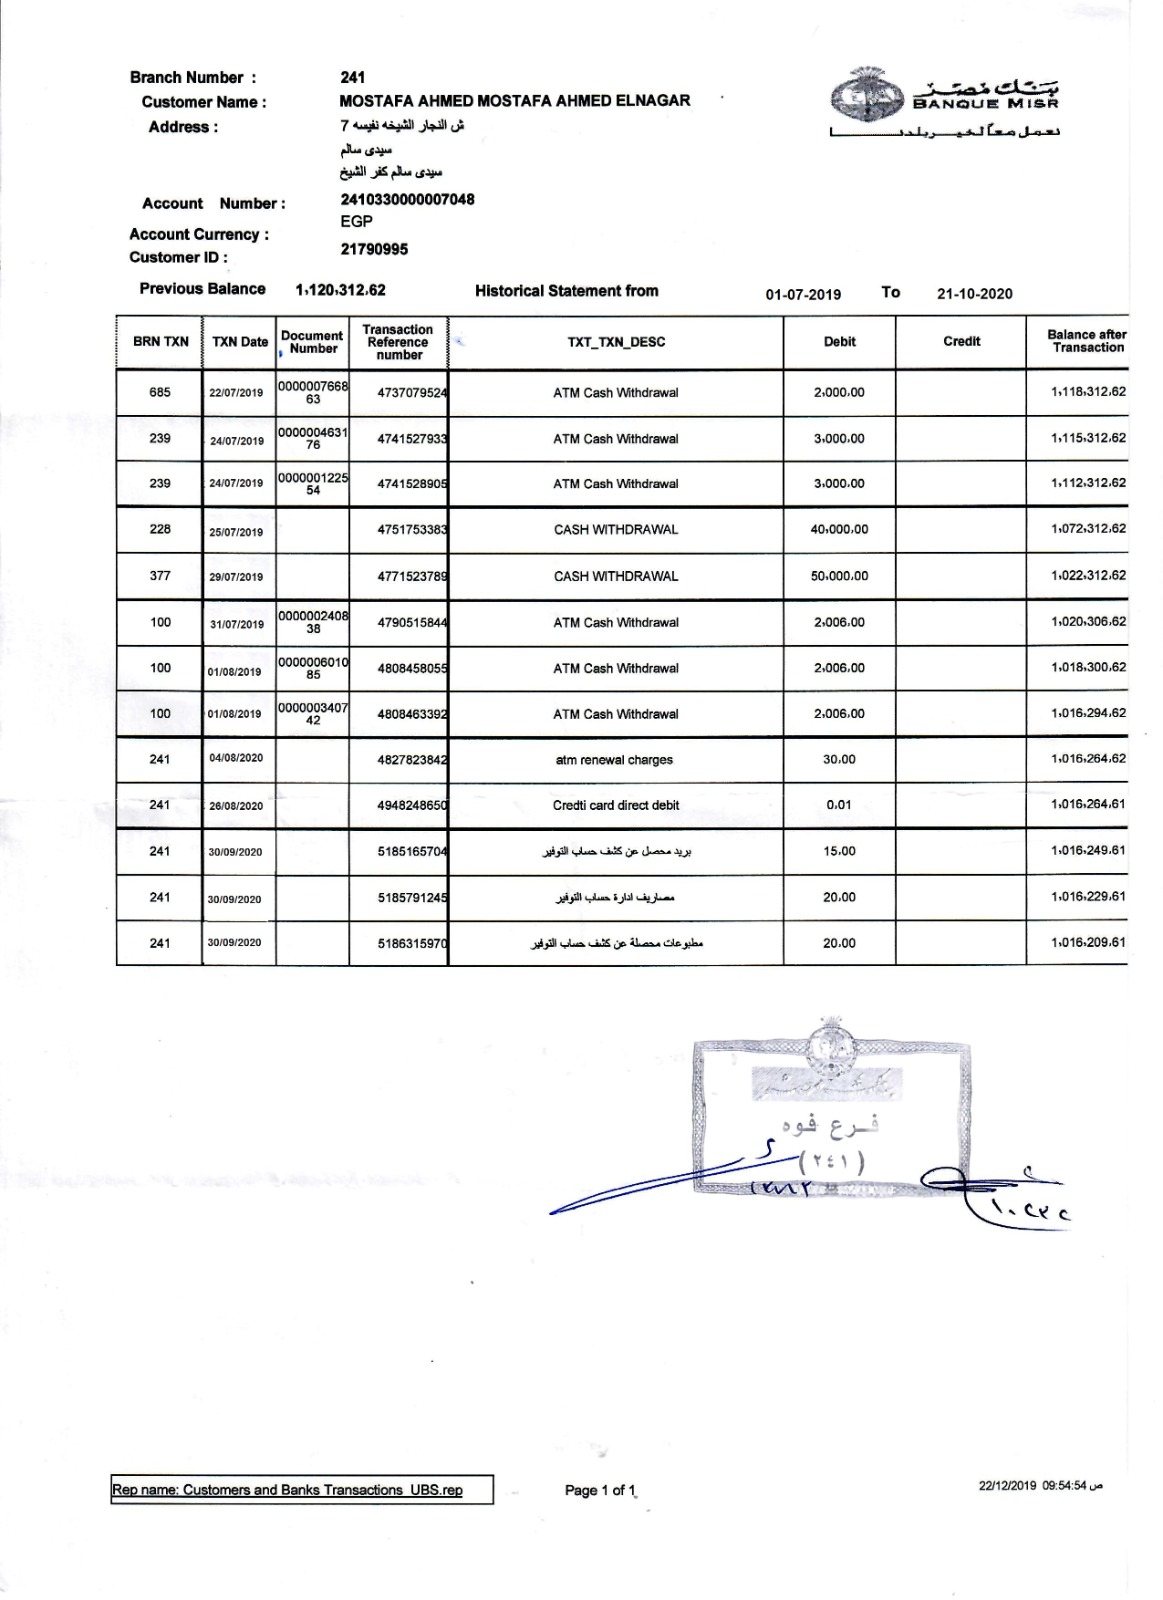 Branch Number : 241
Customer Name : MOSTAFA AHMED MOSTAFA AHMED ELNAGAR
Address : 7 ش النجار الشيخه نفيسه
سيدى سالم
سيدى سالم كفر الشيخ
بنك مصر
BANQUE MISR
نعمل معاً لخير بلدنا
Account Number : 2410330000007048
Account Currency : EGP
Customer ID : 21790995
Previous Balance 1,120,312.62 Historical Statement from 01-07-2019 To 21-10-2020
BRN TXN TXN Date Document Number Transaction Reference number TXT_TXN_DESC Debit Credit Balance after Transaction
685 22/07/2019 000000766863 4737079524 ATM Cash Withdrawal 2,000.00 1,118,312.62
239 24/07/2019 000000463176 4741527933 ATM Cash Withdrawal 3,000.00 1,115,312.62
239 24/07/2019 000000122554 4741528905 ATM Cash Withdrawal 3,000.00 1,112,312.62
228 25/07/2019 4751753383 CASH WITHDRAWAL 40,000.00 1,072,312.62
377 29/07/2019 4771523789 CASH WITHDRAWAL 50,000.00 1,022,312.62
100 31/07/2019 000000240838 4790515844 ATM Cash Withdrawal 2,006.00 1,020,306.62
100 01/08/2019 000000601085 4808458055 ATM Cash Withdrawal 2,006.00 1,018,300.62
100 01/08/2019 000000340742 4808463392 ATM Cash Withdrawal 2,006.00 1,016,294.62
241 04/08/2020 4827823842 atm renewal charges 30.00 1,016,264.62
241 26/08/2020 4948248650 Credti card direct debit 0.01 1,016,264.61
241 30/09/2020 5185165704 بريد محصل عن كشف حساب التوفير 15.00 1,016,249.61
241 30/09/2020 5185791245 مصاريف ادارة حساب التوفير 20.00 1,016,229.61
241 30/09/2020 5186315970 مطبوعات محصلة عن كشف حساب التوفير 20.00 1,016,209.61
بنك مصر
فرع فوه
(٢٤١)
Rep name: Customers and Banks Transactions_UBS.rep Page 1 of 1 22/12/2019 09:54:54 ص